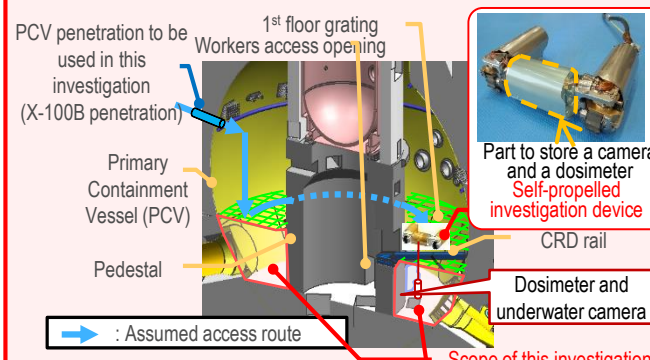 PCV penetration to be
used in this
investigation
(X-100B penetration)
1st floor grating
Workers access opening
Primary
Containment
Vessel (PCV)
Pedestal
Part to store a camera
and a dosimeter
Self-propelled
investigation device
CRD rail
Dosimeter and
underwater camera
: Assumed access route
Scope of this investigation